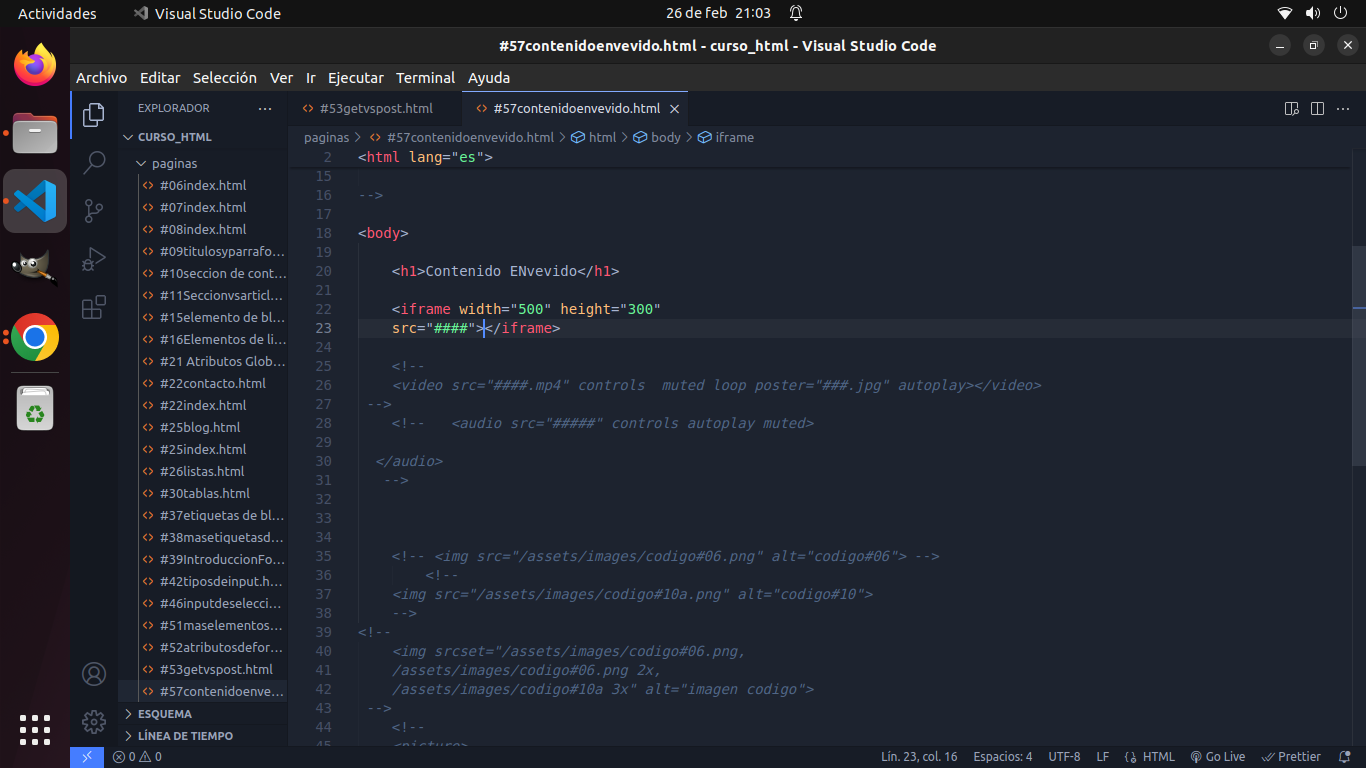 Actividades
Visual Studio Code
26 de feb 21:03
#57contenidoenvevido.html - curso_html - Visual Studio Code
Archivo Editar Selección Ver Ir Ejecutar Terminal Ayuda
EXPLORADOR
CURSO_HTML
paginas
#06index.html
#07index.html
#08index.html
#09titulosyparrafo...
#10seccion de cont...
#11Seccionvsarticl...
#15elemento de bl...
#16Elementos de li...
#21 Atributos Glob...
#22contacto.html
#22index.html
#25blog.html
#25index.html
#26listas.html
#30tablas.html
#37etiquetas de bl...
#38masetiquetasd...
#39IntroduccionFo...
#42tiposdeinput.h...
#46inputdeselecci...
#51maselementos...
#52atributosdefor...
#53getvspost.html
#57contenidoenve...
ESQUEMA
LÍNEA DE TIEMPO
#53getvspost.html
#57contenidoenvevido.html
paginas > #57contenidoenvevido.html > html > body > iframe
2 <html lang="es">
15
16 -->
17
18 <body>
19
20 <h1>Contenido ENvevido</h1>
21
22 <iframe width="500" height="300"
23 src="####"></iframe>
24
25 <!--
26 <video src="####.mp4" controls  muted loop poster="###.jpg" autoplay></video>
27 -->
28 <!--   <audio src="#####" controls autoplay muted>
29
30 </audio>
31 -->
32
33
34
35 <!-- <img src="/assets/images/codigo#06.png" alt="codigo#06"> -->
36 <!--
37 <img src="/assets/images/codigo#10a.png" alt="codigo#10">
38 -->
39 <!--
40 <img srcset="/assets/images/codigo#06.png,
41 /assets/images/codigo#06.png 2x,
42 /assets/images/codigo#10a 3x" alt="imagen codigo">
43 -->
44 <!--
45 <picture>
0 0
Lín. 23, col. 16
Espacios: 4
UTF-8
LF
HTML
Go Live
Prettier